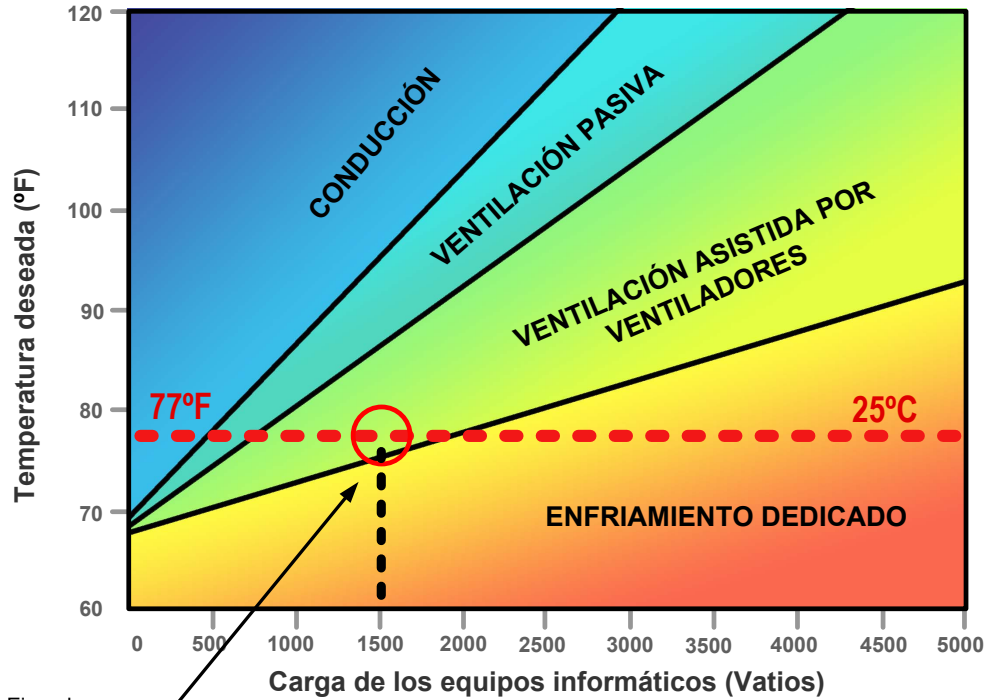 Temperatura deseada (ºF)
120
110
100
90
80
70
60
CONDUCCIÓN
VENTILACIÓN PASIVA
VENTILACIÓN ASISTIDA POR
VENTILADORES
77ºF
25ºC
ENFRIAMIENTO DEDICADO
0 500 1000 1500 2000 2500 3000 3500 4000 4500 5000
Carga de los equipos informáticos (Vatios)